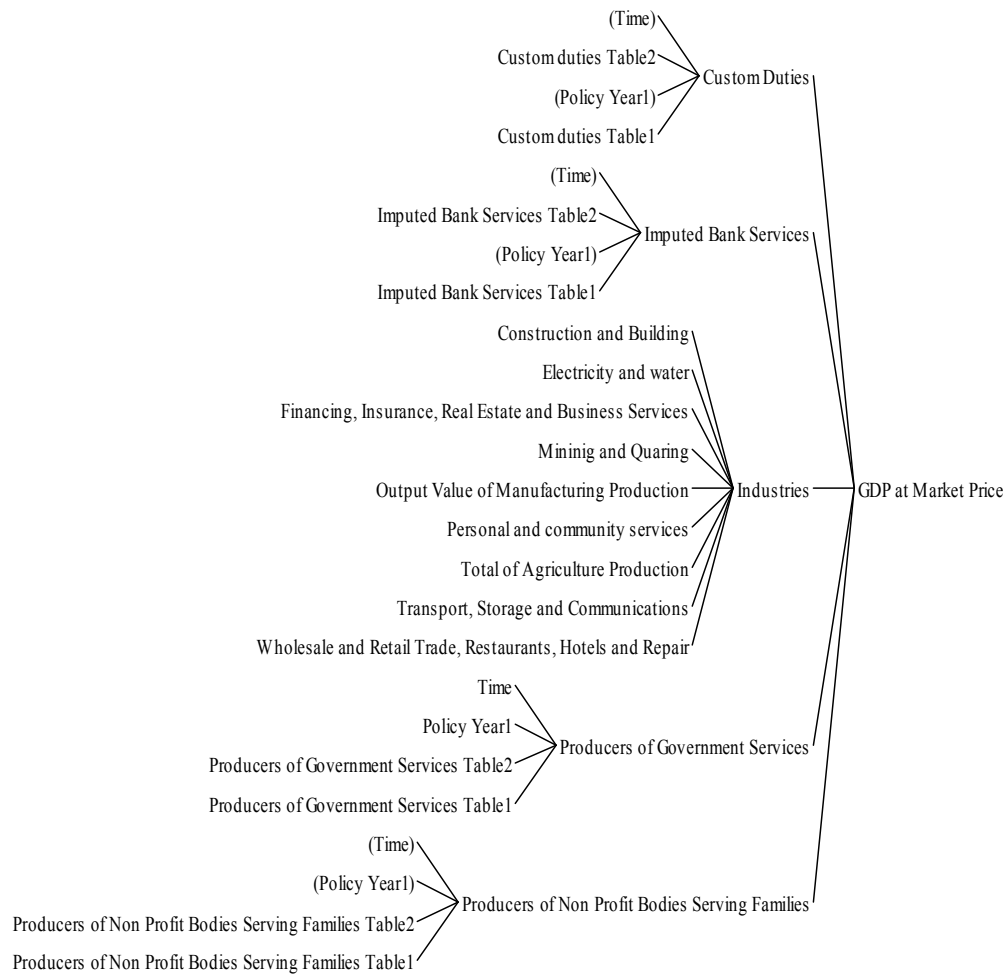 (Time)
Custom duties Table2
Custom Duties
(Policy Year1)
Custom duties Table1
(Time)
Imputed Bank Services Table2
Imputed Bank Services
(Policy Year1)
Imputed Bank Services Table1
Construction and Building
Electricity and water
Financing, Insurance, Real Estate and Business Services
Mininig and Quaring
Output Value of Manufacturing Production
Industries
GDP at Market Price
Personal and community services
Total of Agriculture Production
Transport, Storage and Communications
Wholesale and Retail Trade, Restaurants, Hotels and Repair
Time
Policy Year1
Producers of Government Services
Producers of Government Services Table2
Producers of Government Services Table1
(Time)
(Policy Year1)
Producers of Non Profit Bodies Serving Families
Producers of Non Profit Bodies Serving Families Table2
Producers of Non Profit Bodies Serving Families Table1